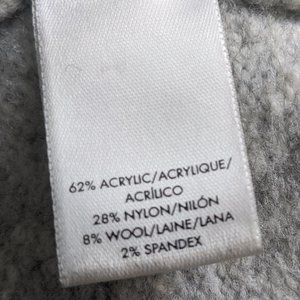 62% ACRYLIC/ACRYLIQUE/
ACRÍLICO
28% NYLON/NILÓN
8% WOOL/LAINE/LANA
2% SPANDEX